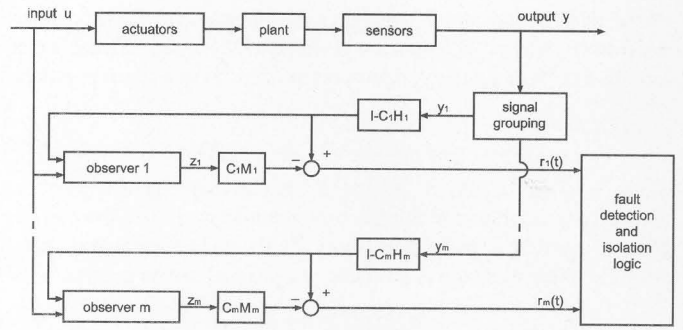 input u
output y
actuators
plant
sensors
I-C₁H₁
y₁
signal
grouping
observer 1
z₁
C₁M₁
−
+
r₁(t)
fault
detection
and
isolation
logic
I-CₘHₘ
yₘ
observer m
zₘ
CₘMₘ
−
+
rₘ(t)